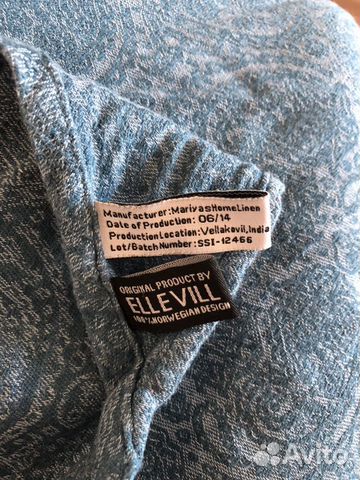 Manufacturer:MariyasHomeLinen
Date of Production: 06/14
Production Location: Vellakovil,India
Lot/Batch Number: SSI-12466
ORIGINAL PRODUCT BY
ELLEVILL
100% NORWEGIAN DESIGN
Avito